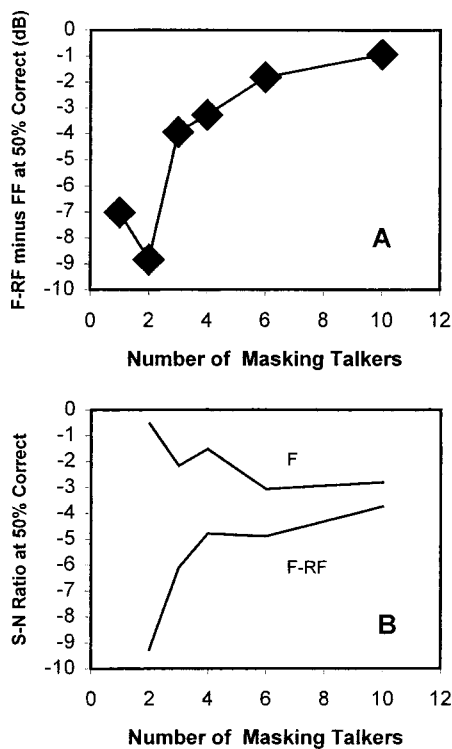 F-RF minus FF at 50% Correct (dB)
0
-1
-2
-3
-4
-5
-6
-7
-8
-9
-10
A
0 2 4 6 8 10 12
Number of Masking Talkers
S-N Ratio at 50% Correct
0
-1
-2
-3
-4
-5
-6
-7
-8
-9
-10
F
F-RF
B
0 2 4 6 8 10 12
Number of Masking Talkers